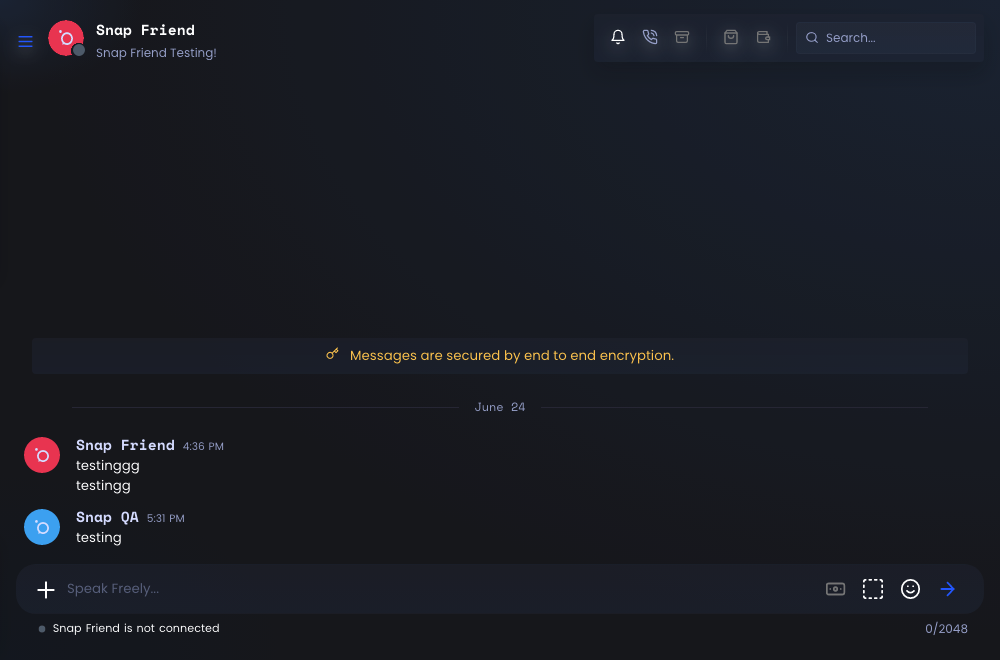 Snap Friend
Snap Friend Testing!
Search...
Messages are secured by end to end encryption.
June 24
Snap Friend 4:36 PM
testinggg
testingg
Snap QA 5:31 PM
testing
Speak Freely...
Snap Friend is not connected
0/2048